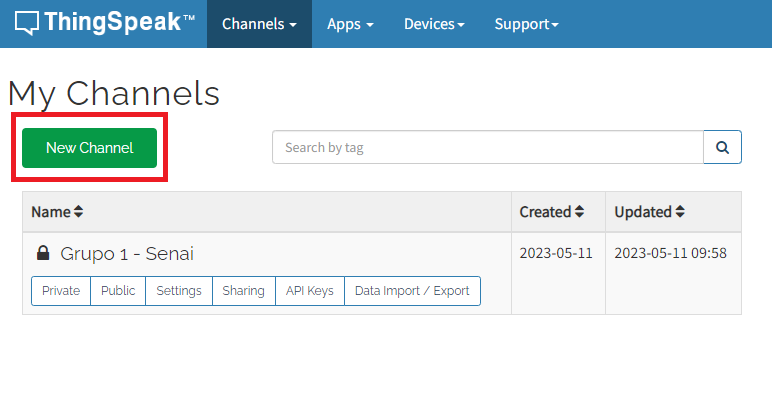 ThingSpeak™ Channels Apps Devices Support
My Channels
New Channel Search by tag
Name Created Updated
Grupo 1 - Senai 2023-05-11 2023-05-11 09:58
Private Public Settings Sharing API Keys Data Import / Export